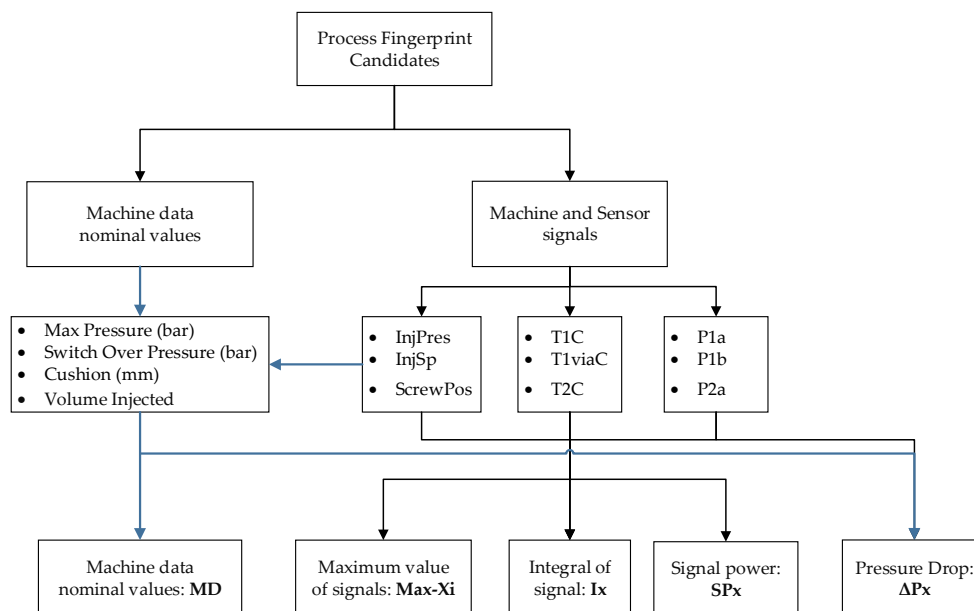 Process Fingerprint
Candidates
Machine data
nominal values
Machine and Sensor
signals
• Max Pressure (bar)
• Switch Over Pressure (bar)
• Cushion (mm)
• Volume Injected
• InjPres
• InjSp
• ScrewPos
• T1C
• T1viaC
• T2C
• P1a
• P1b
• P2a
Machine data
nominal values: MD
Maximum value
of signals: Max-Xi
Integral of
signal: Ix
Signal power:
SPx
Pressure Drop:
ΔPx